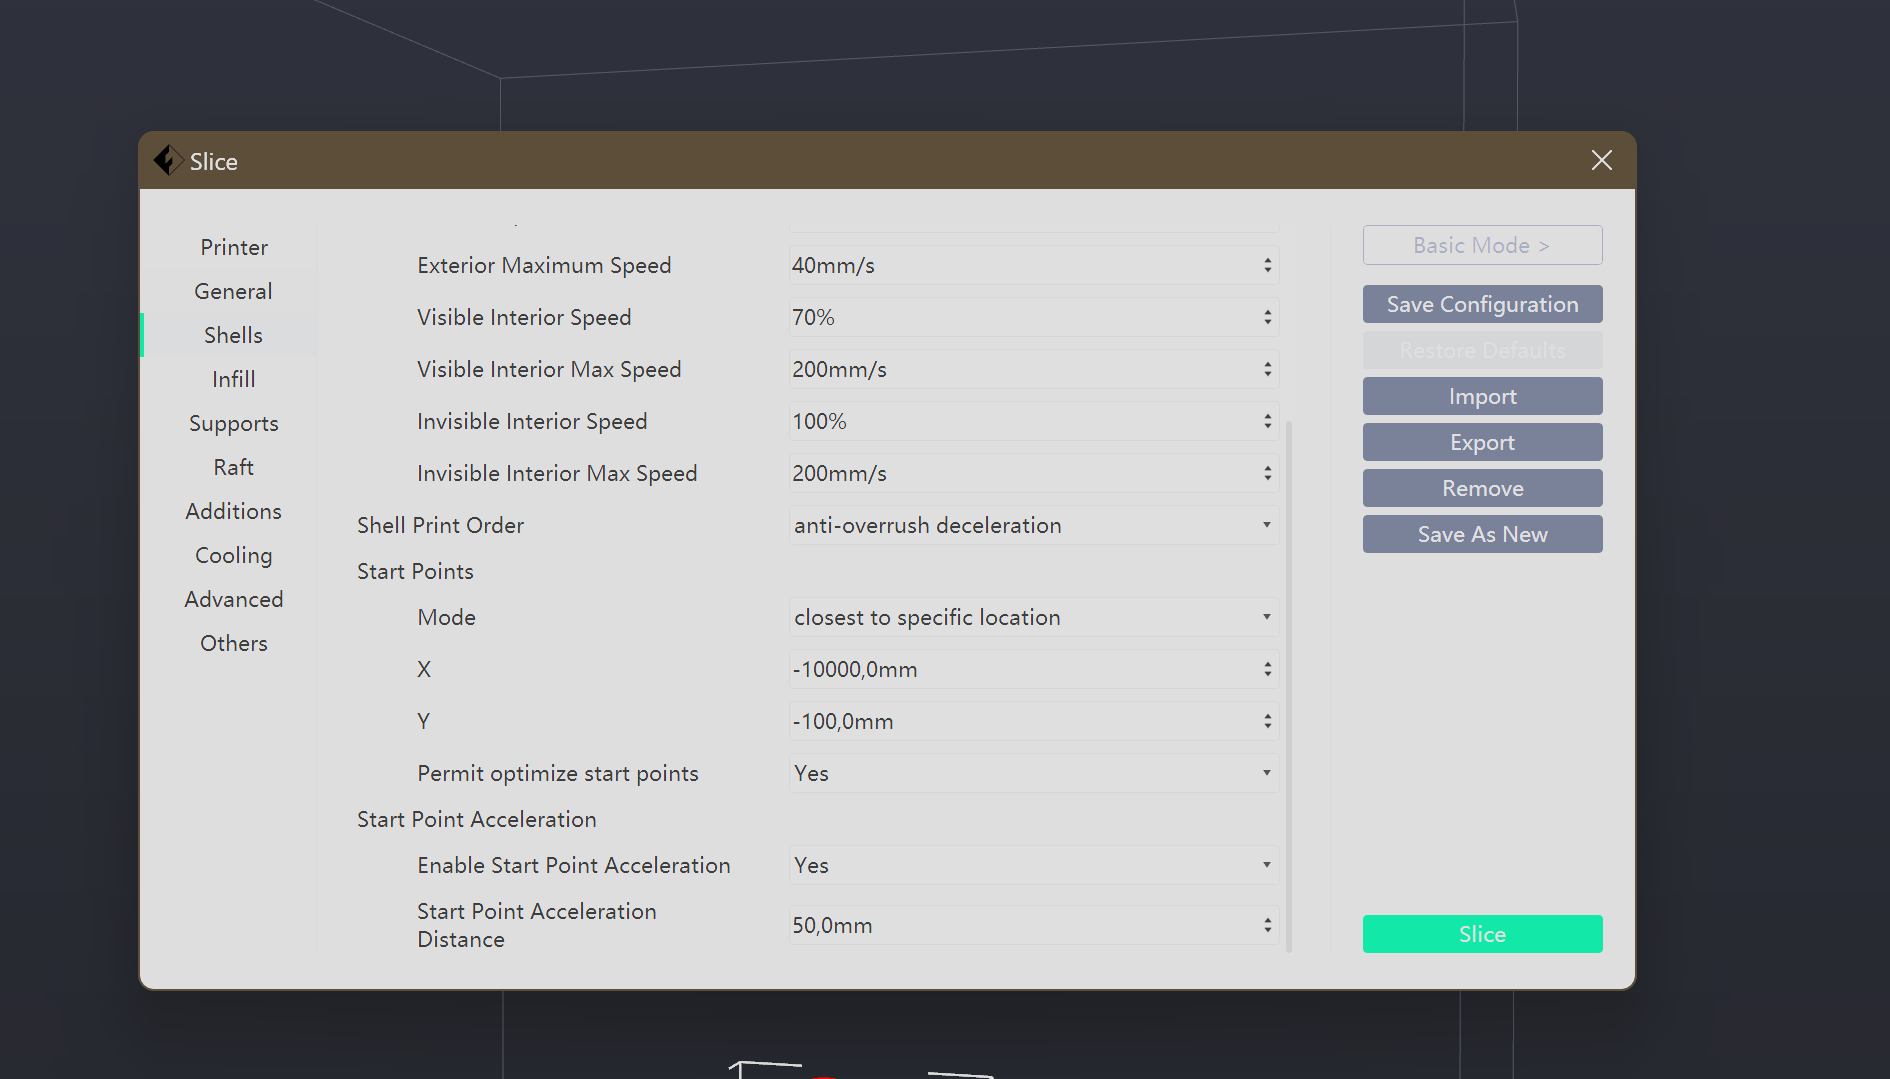 Slice
Printer
General
Shells
Infill
Supports
Raft
Additions
Cooling
Advanced
Others
Exterior Maximum Speed 40mm/s
Visible Interior Speed 70%
Visible Interior Max Speed 200mm/s
Invisible Interior Speed 100%
Invisible Interior Max Speed 200mm/s
Shell Print Order anti-overrush deceleration
Start Points
Mode closest to specific location
X -10000,0mm
Y -100,0mm
Permit optimize start points Yes
Start Point Acceleration
Enable Start Point Acceleration Yes
Start Point Acceleration
Distance 50,0mm
Basic Mode >
Save Configuration
Restore Defaults
Import
Export
Remove
Save As New
Slice